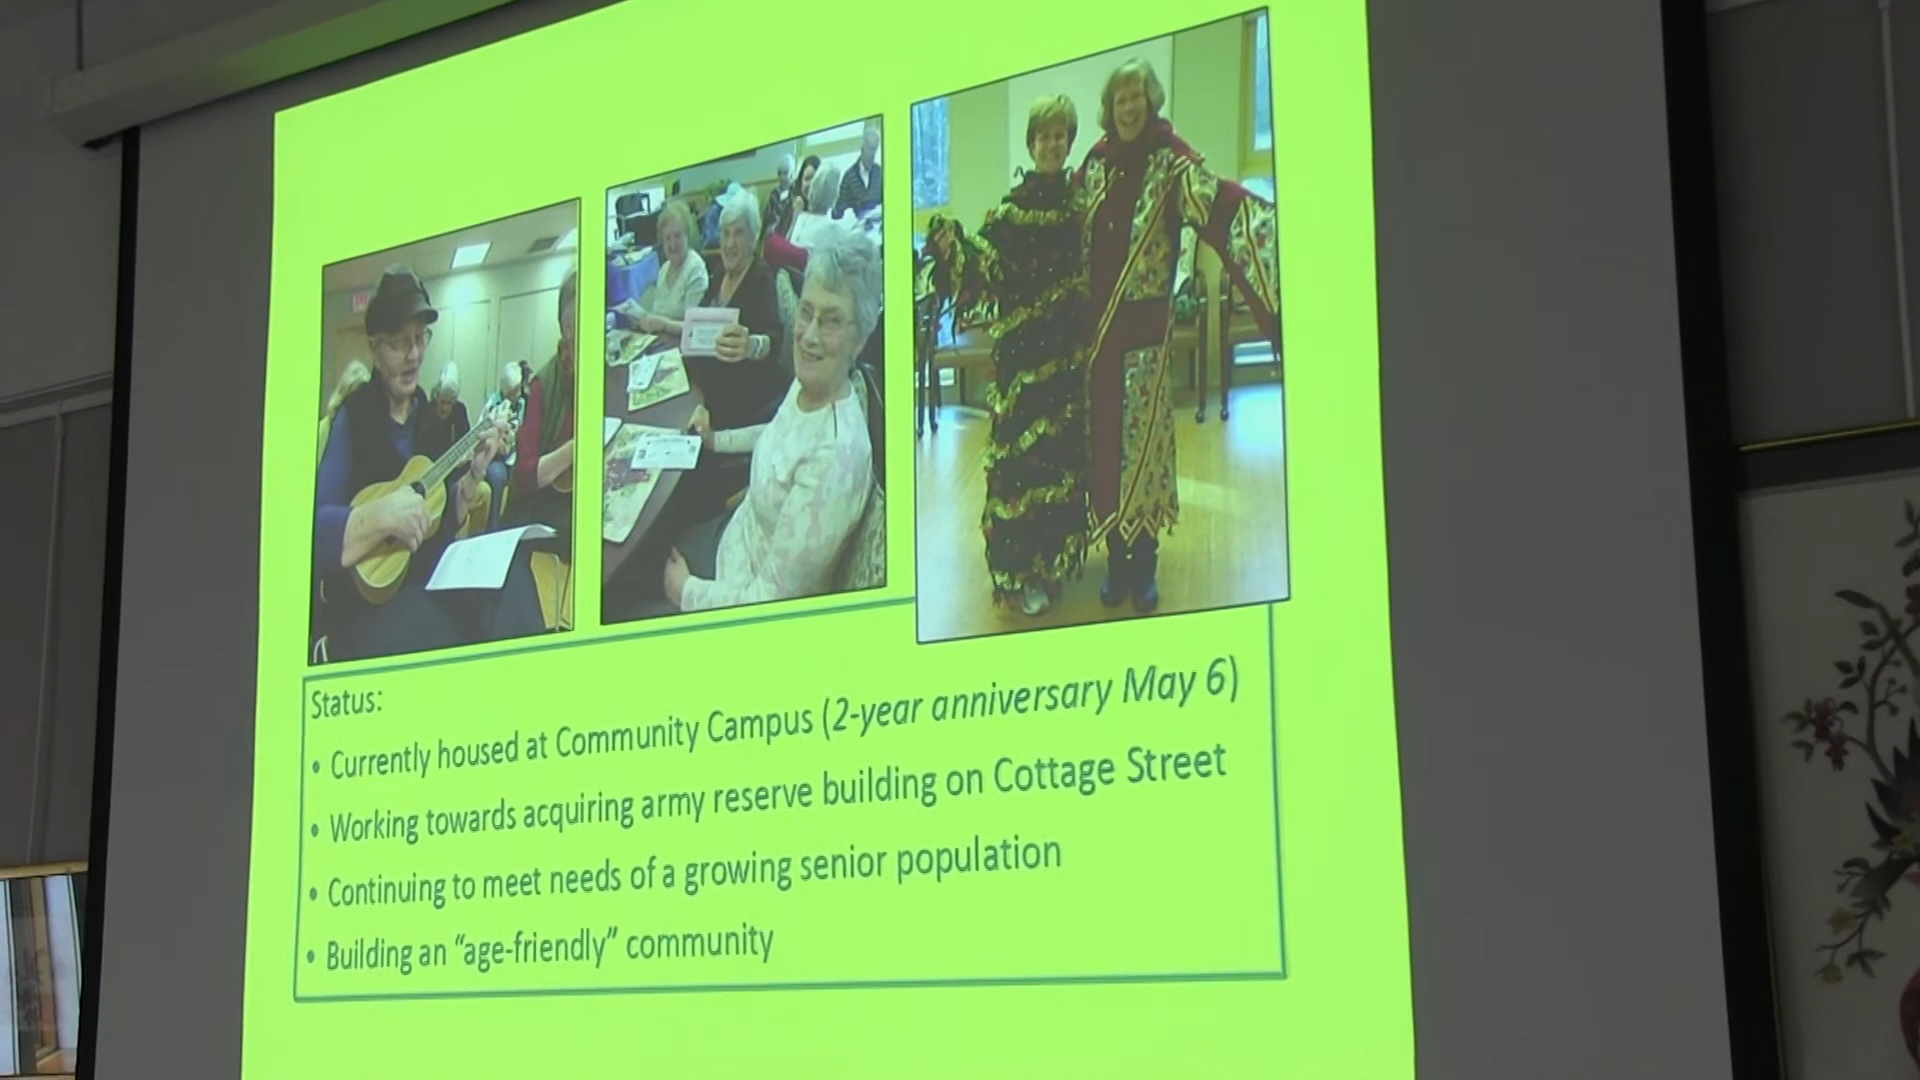 Status:
• Currently housed at Community Campus (2-year anniversary May 6)
• Working towards acquiring army reserve building on Cottage Street
• Continuing to meet needs of a growing senior population
• Building an “age-friendly” community